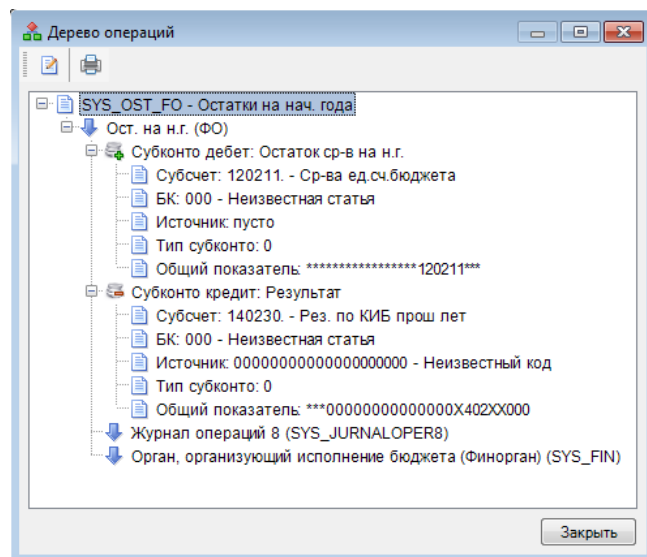 Дерево операций
SYS_OST_FO - Остатки на нач. года
Ост. на н.г. (ФО)
Субконто дебет: Остаток ср-в на н.г.
Субсчет: 120211. - Ср-ва ед.сч.бюджета
БК: 000 - Неизвестная статья
Источник: пусто
Тип субконто: 0
Общий показатель: *****************120211***
Субконто кредит: Результат
Субсчет: 140230. - Рез. по КИБ прош лет
БК: 000 - Неизвестная статья
Источник: 00000000000000000000 - Неизвестный код
Тип субконто: 0
Общий показатель: ***00000000000000X402XX000
Журнал операций 8 (SYS_JURNALOPER8)
Орган, организующий исполнение бюджета (Финорган) (SYS_FIN)
Закрыть